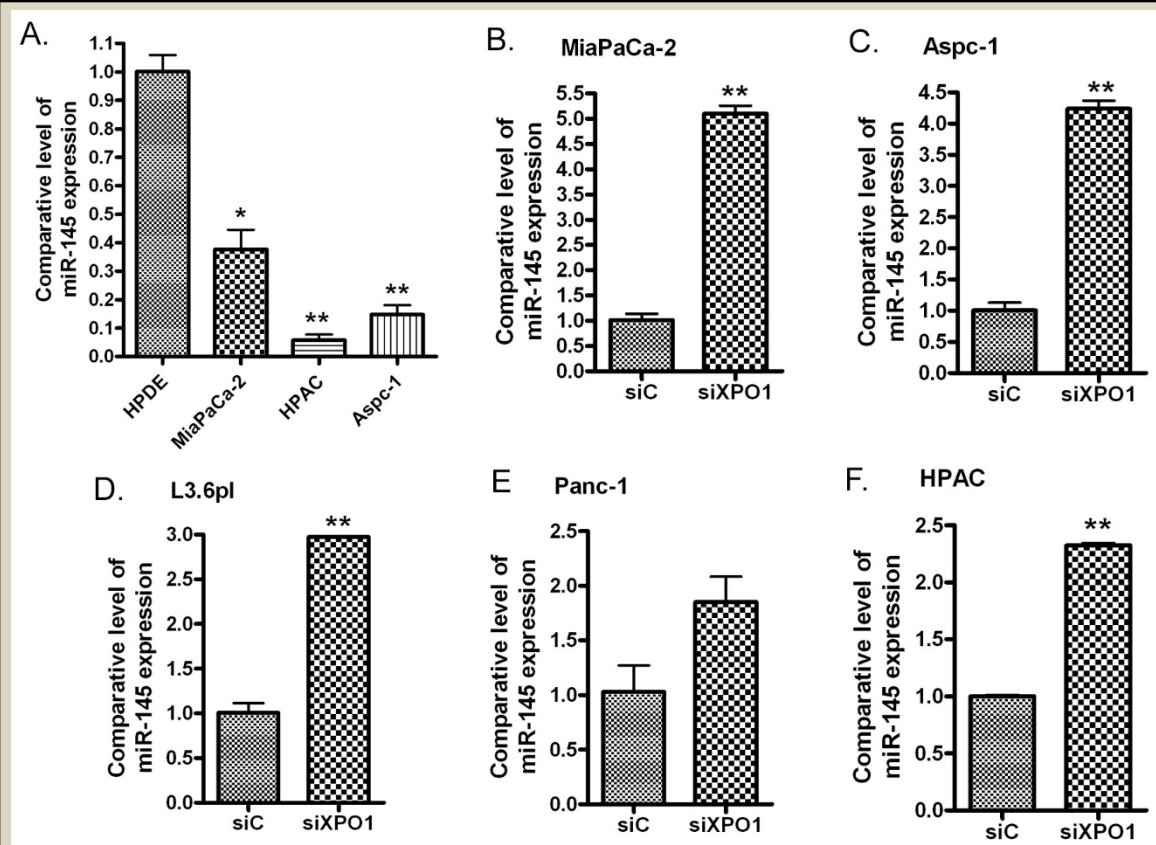 A.
Comparative level of
miR-145 expression
1.1
1.0
0.9
0.8
0.7
0.6
0.5
0.4
0.3
0.2
0.1
0.0
*
**
**
HPDE
MiaPaCa-2
HPAC
Aspc-1
B.
MiaPaCa-2
Comparative level of
miR-145 expression
5.5
5.0
4.5
4.0
3.5
3.0
2.5
2.0
1.5
1.0
0.5
0.0
**
siC siXPO1
C.
Aspc-1
Comparative level of
miR-145 expression
4.5
4.0
3.5
3.0
2.5
2.0
1.5
1.0
0.5
0.0
**
siC siXPO1
D.
L3.6pl
Comparative level of
miR-145 expression
3.0
2.5
2.0
1.5
1.0
0.5
0.0
**
siC siXPO1
E
Panc-1
Comparative level of
miR-145 expression
2.5
2.0
1.5
1.0
0.5
0.0
siC siXPO1
F.
HPAC
Comparative level of
miR-145 expression
2.5
2.0
1.5
1.0
0.5
0.0
**
siC siXPO1